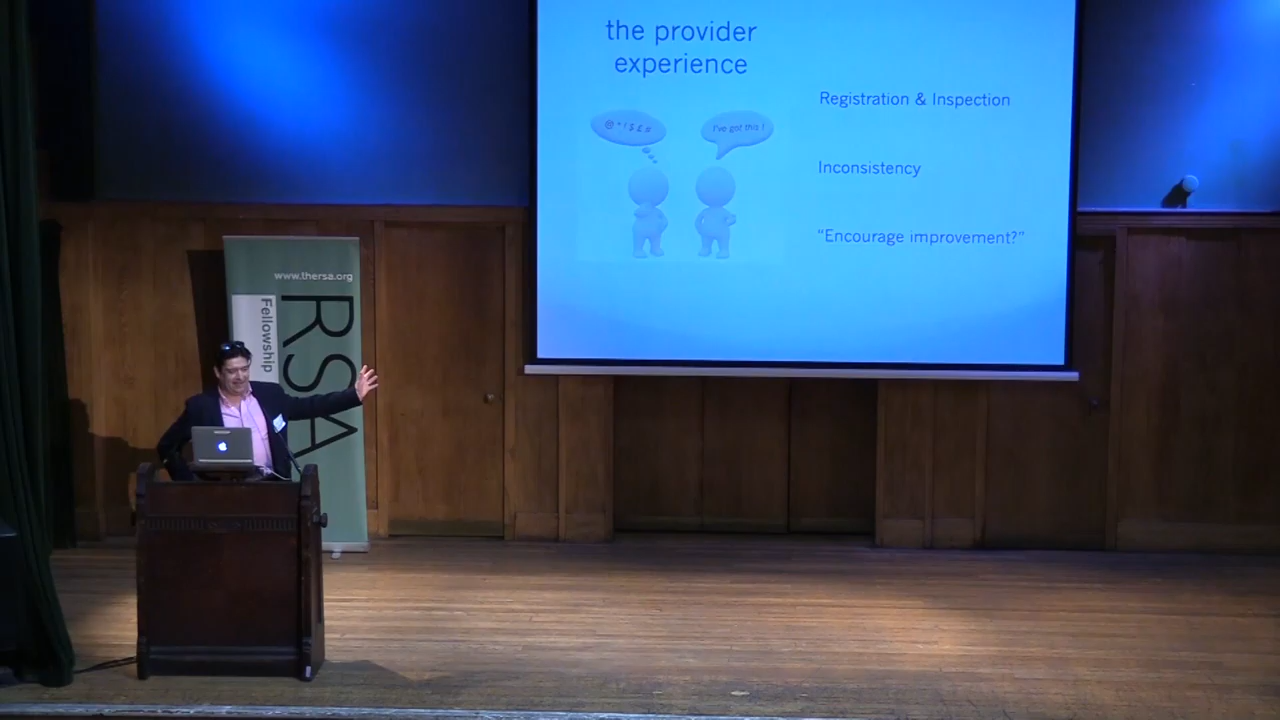 the provider
experience
@*!$£#
I've got this !
Registration & Inspection
Inconsistency
“Encourage improvement?”
www.thersa.org
RSA
Fellowship